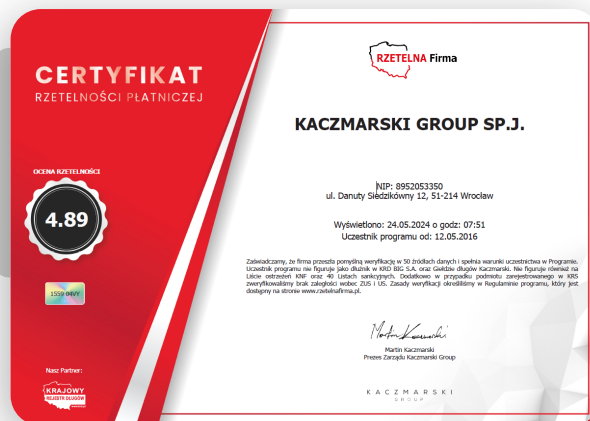 CERTYFIKAT
RZETELNOŚCI PŁATNICZEJ
OCENA RZETELNOŚCI
4.89
1559 04VY
Nasz Partner:
KRAJOWY
REJESTR DŁUGÓW
RZETELNA Firma
KACZMARSKI GROUP SP.J.
NIP: 8952053350
ul. Danuty Siedzikówny 12, 51-214 Wrocław
Wyświetlono: 24.05.2024 o godz: 07:51
Uczestnik programu od: 12.05.2016
Zaświadczamy, że firma przeszła pomyślną weryfikację w 50 źródłach danych i spełnia warunki uczestnictwa w Programie.
Uczestnik programu nie figuruje jako dłużnik w KRD BIG S.A. oraz Giełdzie długów Kaczmarski. Nie figuruje również na
Liście ostrzeżeń KNF oraz 40 Listach sankcyjnych. Dodatkowo w przypadku podmiotu zarejestrowanego w KRS
zweryfikowaliśmy brak zaległości wobec ZUS i US. Zasady weryfikacji określiliśmy w Regulaminie programu, który jest
dostępny na stronie www.rzetelnafirma.pl.
Martin Kaczmarski
Martin Kaczmarski
Prezes Zarządu Kaczmarski Group
KACZMARSKI
GROUP